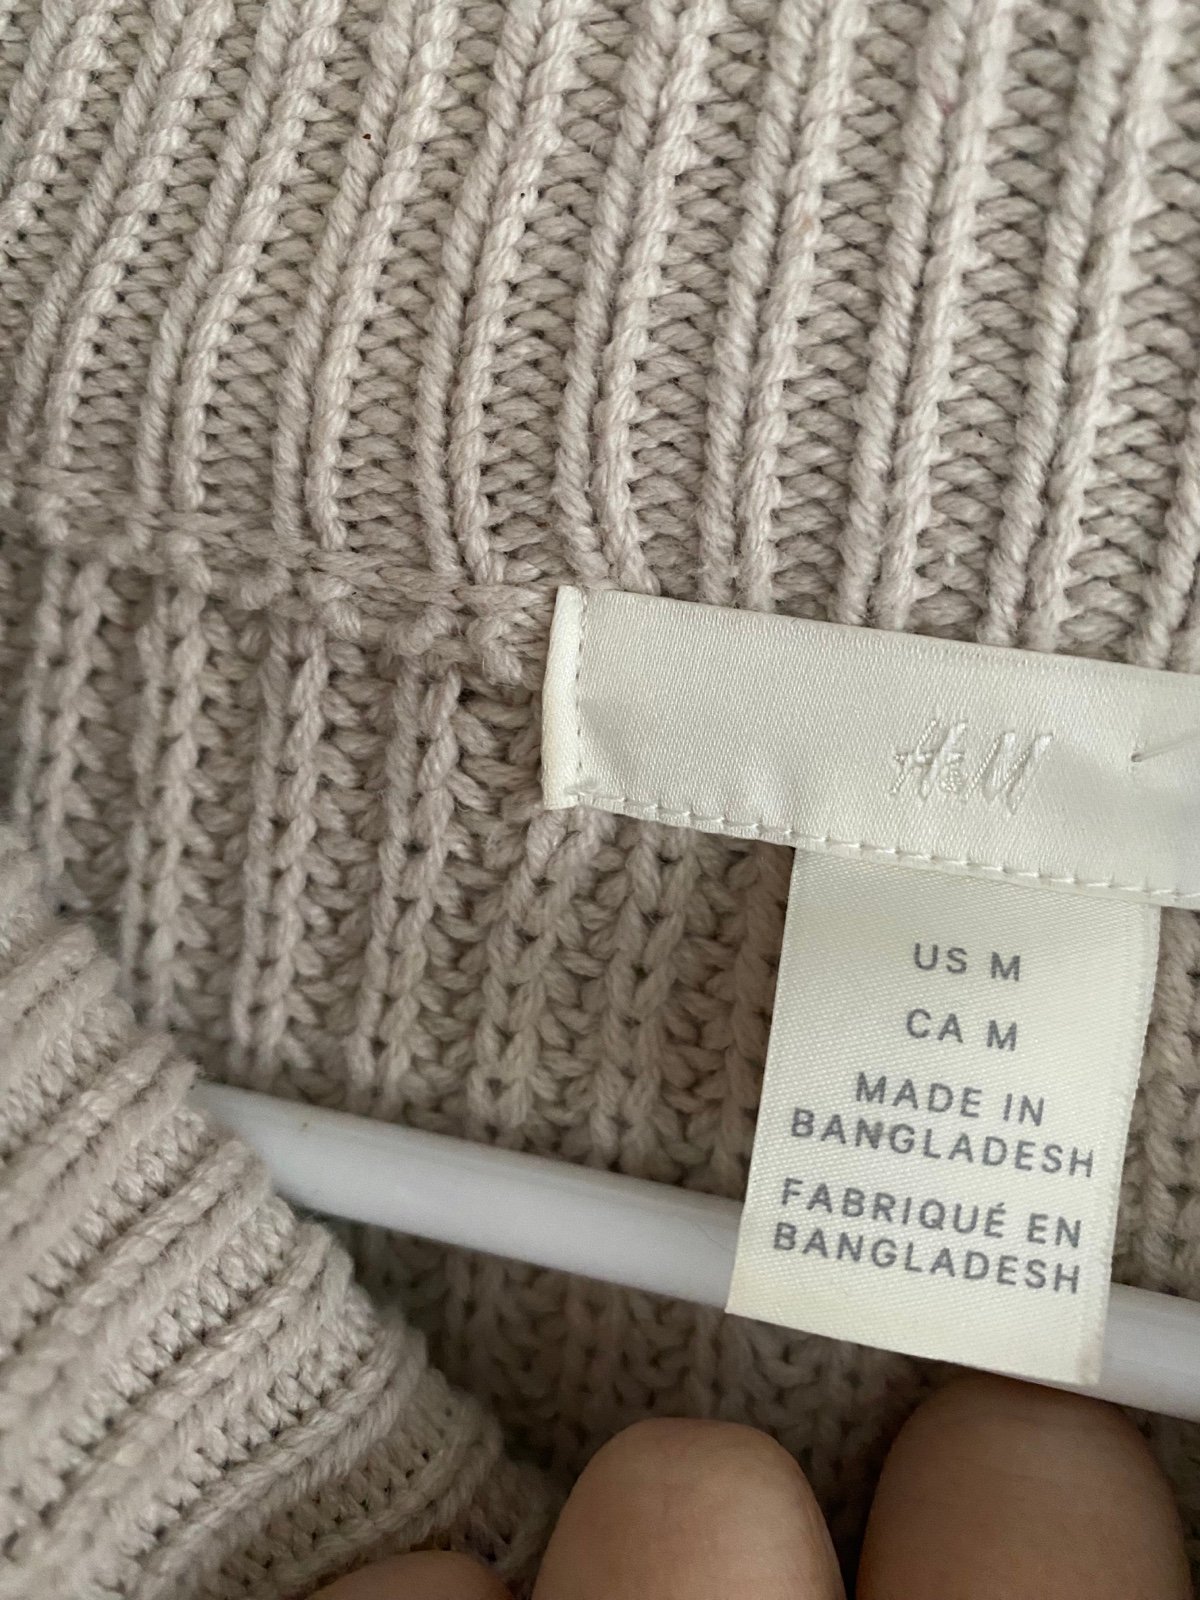 H&M
US M
CA M
MADE IN
BANGLADESH
FABRIQUÉ EN
BANGLADESH